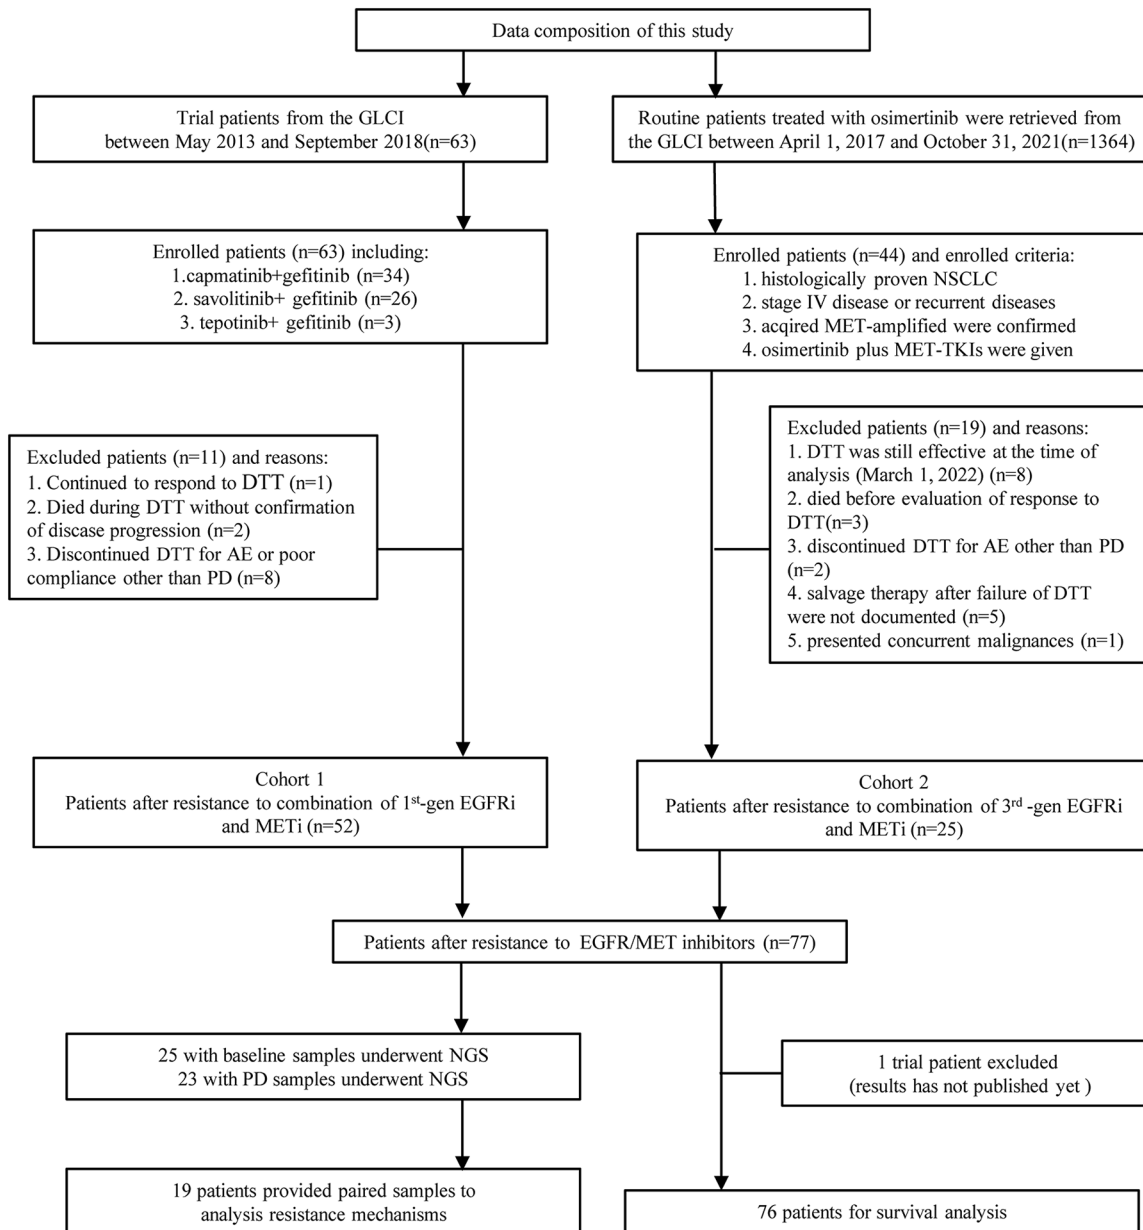 Data composition of this study
Trial patients from the GLCI
between May 2013 and September 2018(n=63)
Routine patients treated with osimertinib were retrieved from
the GLCI between April 1, 2017 and October 31, 2021(n=1364)
Enrolled patients (n=63) including:
1.capmatinib+gefitinib (n=34)
2. savolitinib+ gefitinib (n=26)
3. tepotinib+ gefitinib (n=3)
Enrolled patients (n=44) and enrolled criteria:
1. histologically proven NSCLC
2. stage IV disease or recurrent diseases
3. acqired MET-amplified were confirmed
4. osimertinib plus MET-TKIs were given
Excluded patients (n=11) and reasons:
1. Continued to respond to DTT (n=1)
2. Died during DTT without confirmation
of disease progression (n=2)
3. Discontinued DTT for AE or poor
compliance other than PD (n=8)
Excluded patients (n=19) and reasons:
1. DTT was still effective at the time of
analysis (March 1, 2022) (n=8)
2. died before evaluation of response to
DTT(n=3)
3. discontinued DTT for AE other than PD
(n=2)
4. salvage therapy after failure of DTT
were not documented (n=5)
5. presented concurrent malignances (n=1)
Cohort 1
Patients after resistance to combination of 1st-gen EGFRi
and METi (n=52)
Cohort 2
Patients after resistance to combination of 3rd -gen EGFRi
and METi (n=25)
Patients after resistance to EGFR/MET inhibitors (n=77)
25 with baseline samples underwent NGS
23 with PD samples underwent NGS
1 trial patient excluded
(results has not published yet )
19 patients provided paired samples to
analysis resistance mechanisms
76 patients for survival analysis